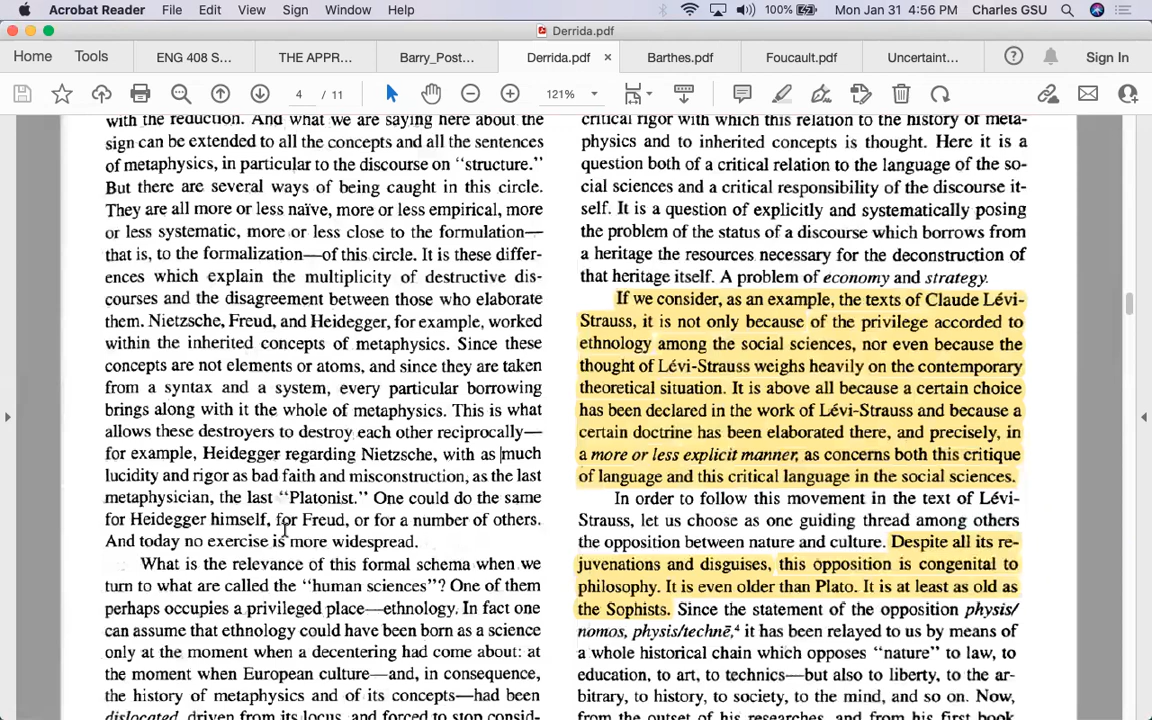 Acrobat Reader File Edit View Sign Window Help 100% Mon Jan 31 4:56 PM Charles GSU
Derrida.pdf
Home Tools ENG 408 S... THE APPR... Barry_Post... Derrida.pdf × Barthes.pdf Foucault.pdf Uncertaint... Sign In
4 / 11 121%
with the reduction. And what we are saying here about the
sign can be extended to all the concepts and all the sentences
of metaphysics, in particular to the discourse on “structure.”
But there are several ways of being caught in this circle.
They are all more or less naïve, more or less empirical, more
or less systematic, more or less close to the formulation—
that is, to the formalization—of this circle. It is these differ-
ences which explain the multiplicity of destructive dis-
courses and the disagreement between those who elaborate
them. Nietzsche, Freud, and Heidegger, for example, worked
within the inherited concepts of metaphysics. Since these
concepts are not elements or atoms, and since they are taken
from a syntax and a system, every particular borrowing
brings along with it the whole of metaphysics. This is what
allows these destroyers to destroy each other reciprocally—
for example, Heidegger regarding Nietzsche, with as much
lucidity and rigor as bad faith and misconstruction, as the last
metaphysician, the last “Platonist.” One could do the same
for Heidegger himself, for Freud, or for a number of others.
And today no exercise is more widespread.
What is the relevance of this formal schema when we
turn to what are called the “human sciences”? One of them
perhaps occupies a privileged place—ethnology. In fact one
can assume that ethnology could have been born as a science
only at the moment when a decentering had come about: at
the moment when European culture—and, in consequence,
the history of metaphysics and of its concepts—had been
dislocated, driven from its locus, and forced to stop consid-
critical rigor with which this relation to the history of meta-
physics and to inherited concepts is thought. Here it is a
question both of a critical relation to the language of the so-
cial sciences and a critical responsibility of the discourse it-
self. It is a question of explicitly and systematically posing
the problem of the status of a discourse which borrows from
a heritage the resources necessary for the deconstruction of
that heritage itself. A problem of economy and strategy.
If we consider, as an example, the texts of Claude Lévi-
Strauss, it is not only because of the privilege accorded to
ethnology among the social sciences, nor even because the
thought of Lévi-Strauss weighs heavily on the contemporary
theoretical situation. It is above all because a certain choice
has been declared in the work of Lévi-Strauss and because a
certain doctrine has been elaborated there, and precisely, in
a more or less explicit manner, as concerns both this critique
of language and this critical language in the social sciences.
In order to follow this movement in the text of Lévi-
Strauss, let us choose as one guiding thread among others
the opposition between nature and culture. Despite all its re-
juvenations and disguises, this opposition is congenital to
philosophy. It is even older than Plato. It is at least as old as
the Sophists. Since the statement of the opposition physis/
nomos, physis/technē,⁴ it has been relayed to us by means of
a whole historical chain which opposes “nature” to law, to
education, to art, to technics—but also to liberty, to the ar-
bitrary, to history, to society, to the mind, and so on. Now,
from the outset of his researches, and from his first book